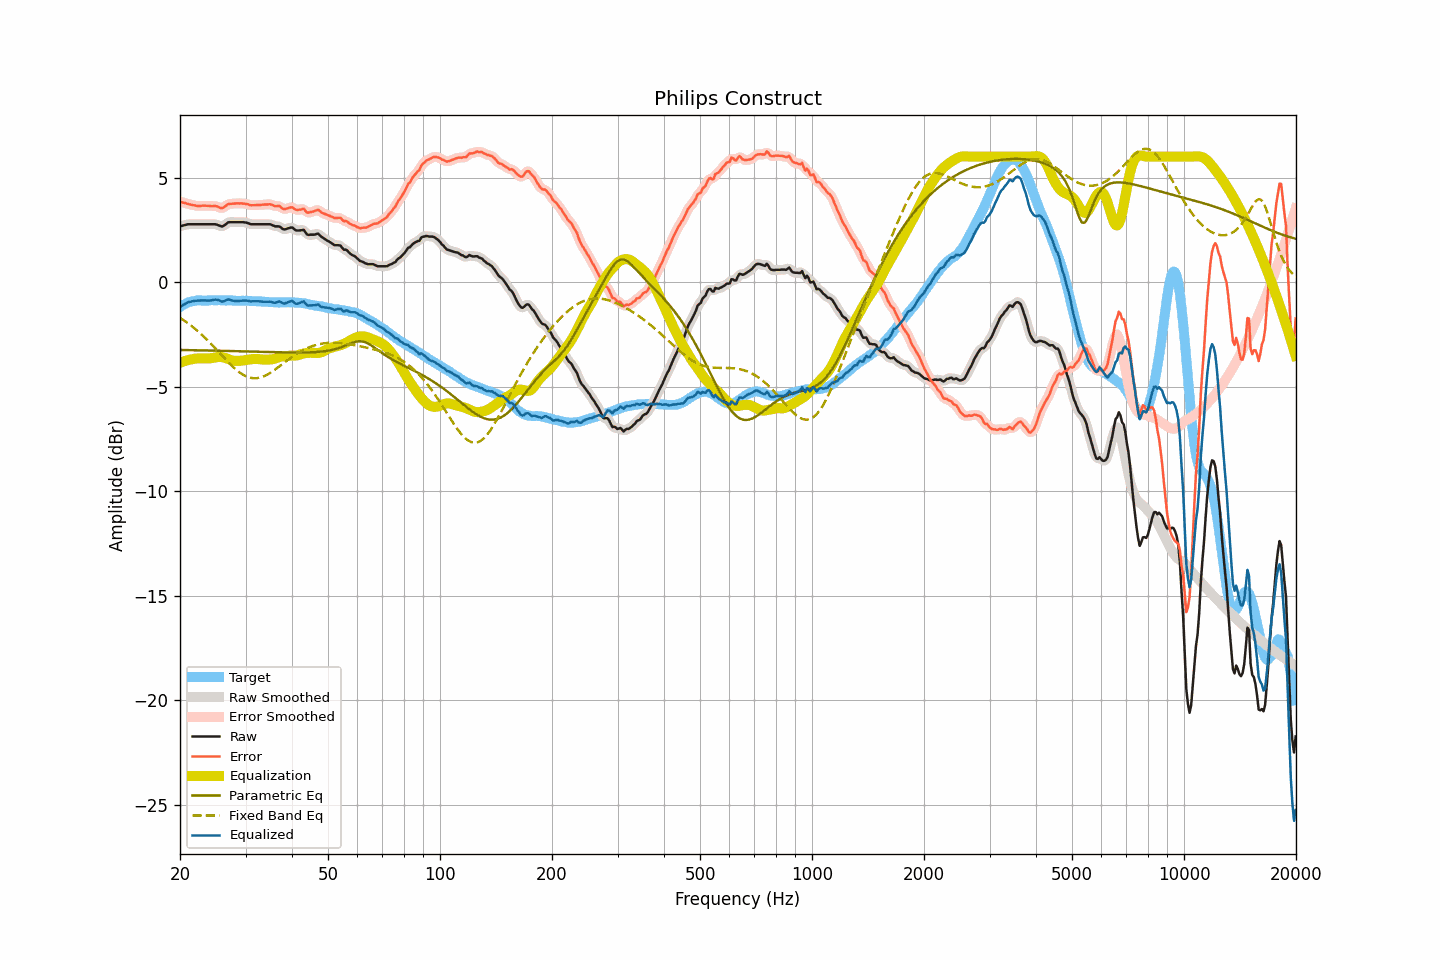 Philips Construct
5
0
−5
−10
−15
−20
−25
Amplitude (dBr)
Target
Raw Smoothed
Error Smoothed
Raw
Error
Equalization
Parametric Eq
Fixed Band Eq
Equalized
20 50 100 200 500 1000 2000 5000 10000 20000
Frequency (Hz)